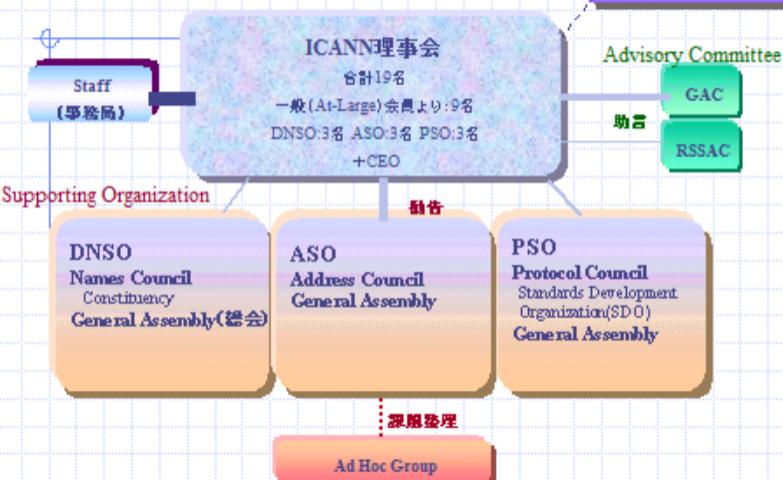 ICANN理事会
合計19名
一般(At-Large)会員より:9名
DNSO:3名 ASO:3名 PSO:3名
+CEO
Staff
(事務局)
Advisory Committee
GAC
助言
RSSAC
Supporting Organization
勧告
DNSO
Names Council
Constituency
General Assembly(総会)
ASO
Address Council
General Assembly
PSO
Protocol Council
Standards Development
Organization(SDO)
General Assembly
課題整理
Ad Hoc Group